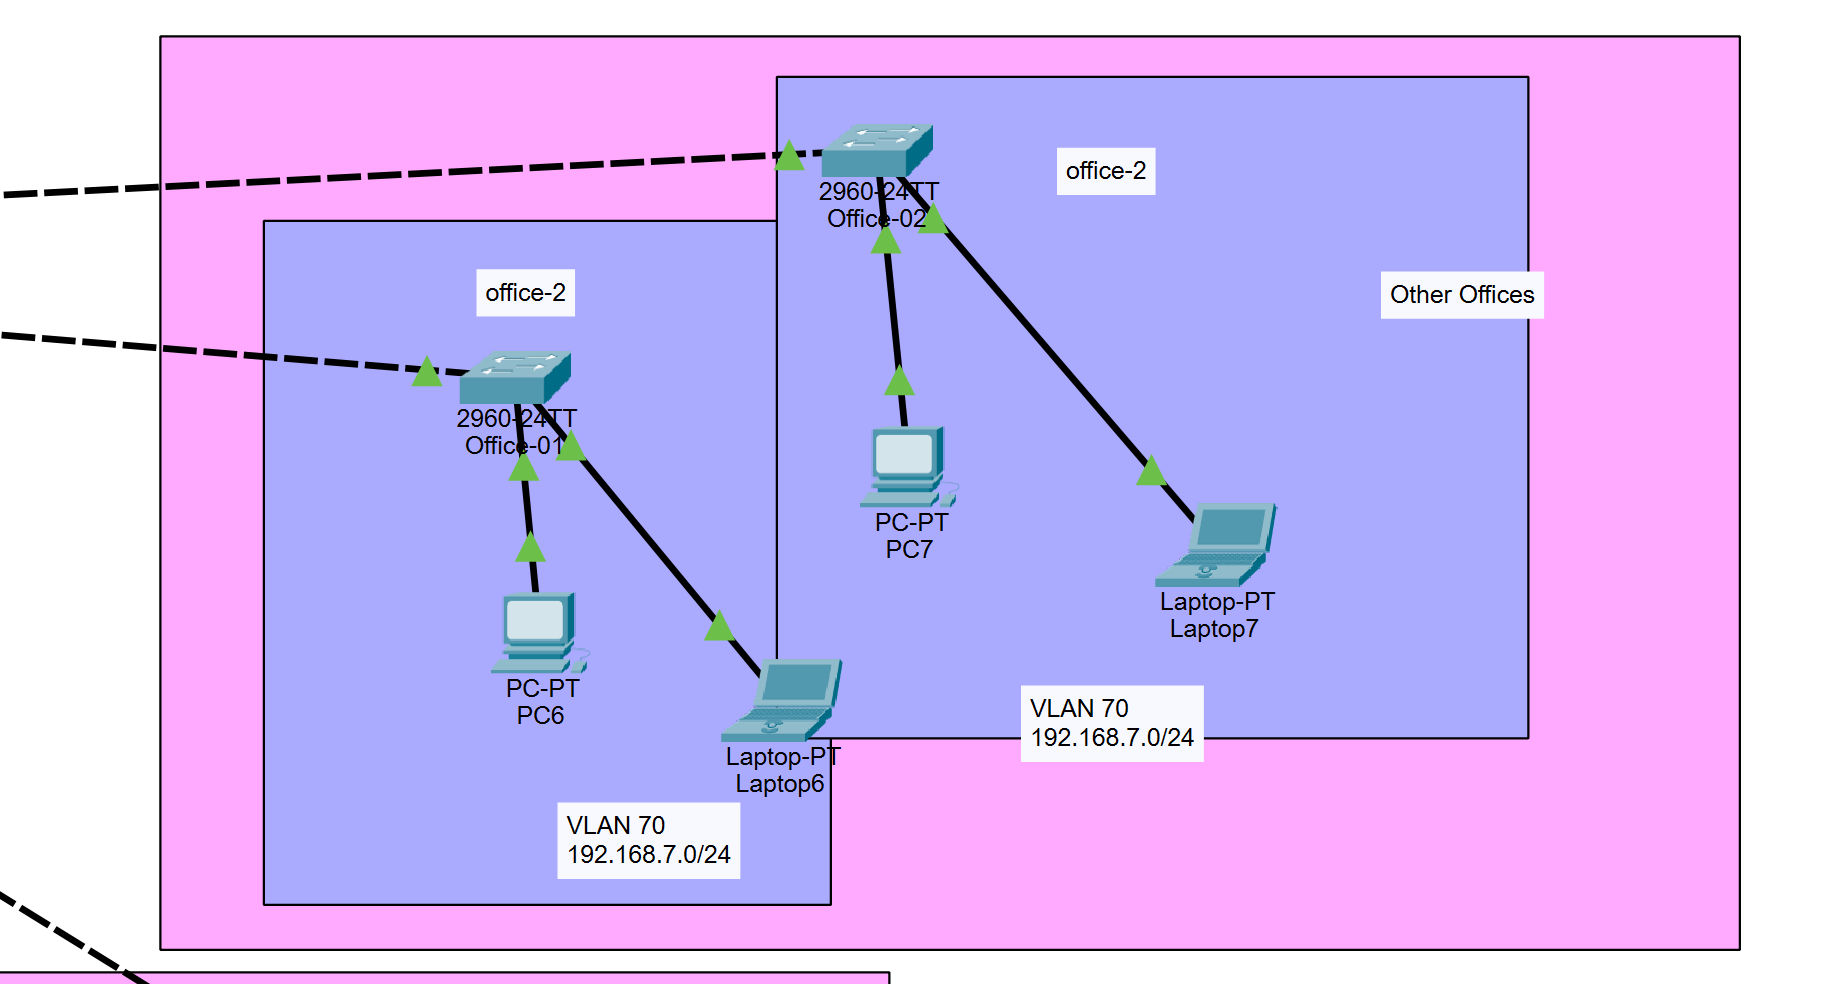 2960-24TT
Office-02
office-2
Other Offices
office-2
2960-24TT
Office-01
PC-PT
PC7
Laptop-PT
Laptop7
PC-PT
PC6
VLAN 70
192.168.7.0/24
Laptop-PT
Laptop6
VLAN 70
192.168.7.0/24